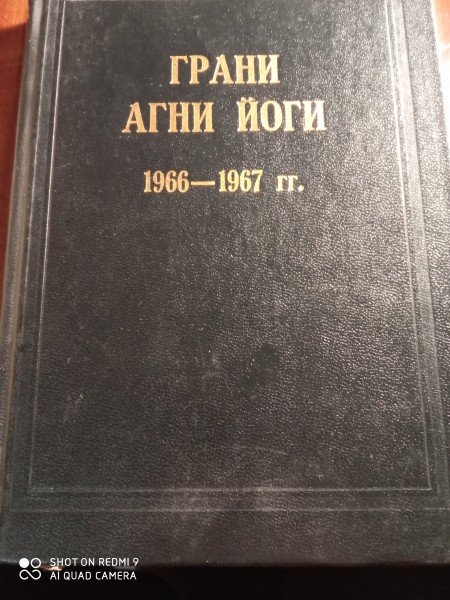 ГРАНИ
АГНИ ЙОГИ
1966—1967 гг.
SHOT ON REDMI 9
AI QUAD CAMERA